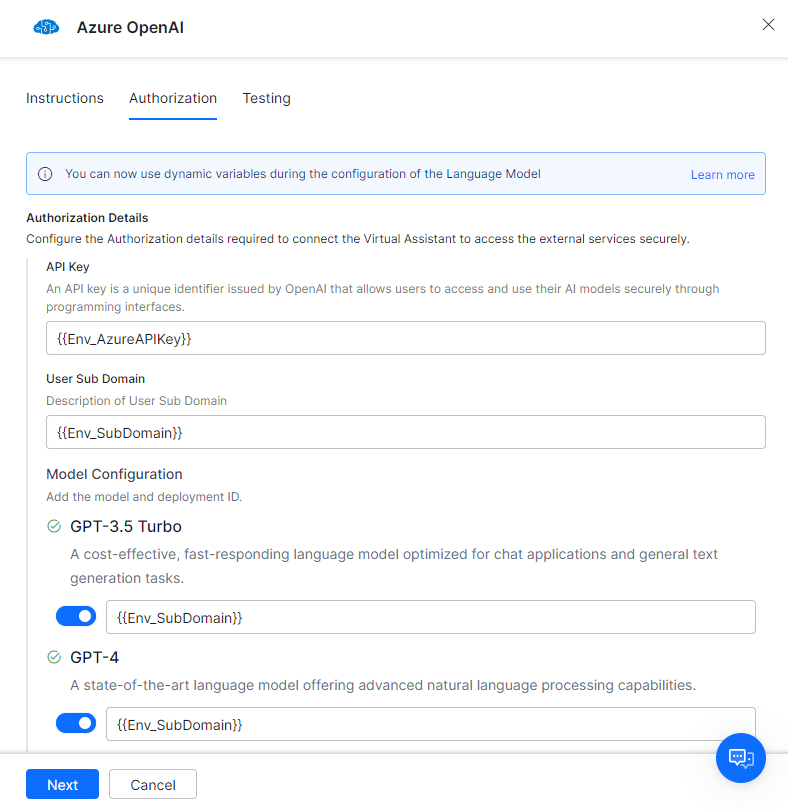 Azure OpenAI
Instructions Authorization Testing
You can now use dynamic variables during the configuration of the Language Model Learn more
Authorization Details
Configure the Authorization details required to connect the Virtual Assistant to access the external services securely.
API Key
An API key is a unique identifier issued by OpenAI that allows users to access and use their AI models securely through
programming interfaces.
{{Env_AzureAPIKey}}
User Sub Domain
Description of User Sub Domain
{{Env_SubDomain}}
Model Configuration
Add the model and deployment ID.
GPT-3.5 Turbo
A cost-effective, fast-responding language model optimized for chat applications and general text
generation tasks.
{{Env_SubDomain}}
GPT-4
A state-of-the-art language model offering advanced natural language processing capabilities.
{{Env_SubDomain}}
Next Cancel